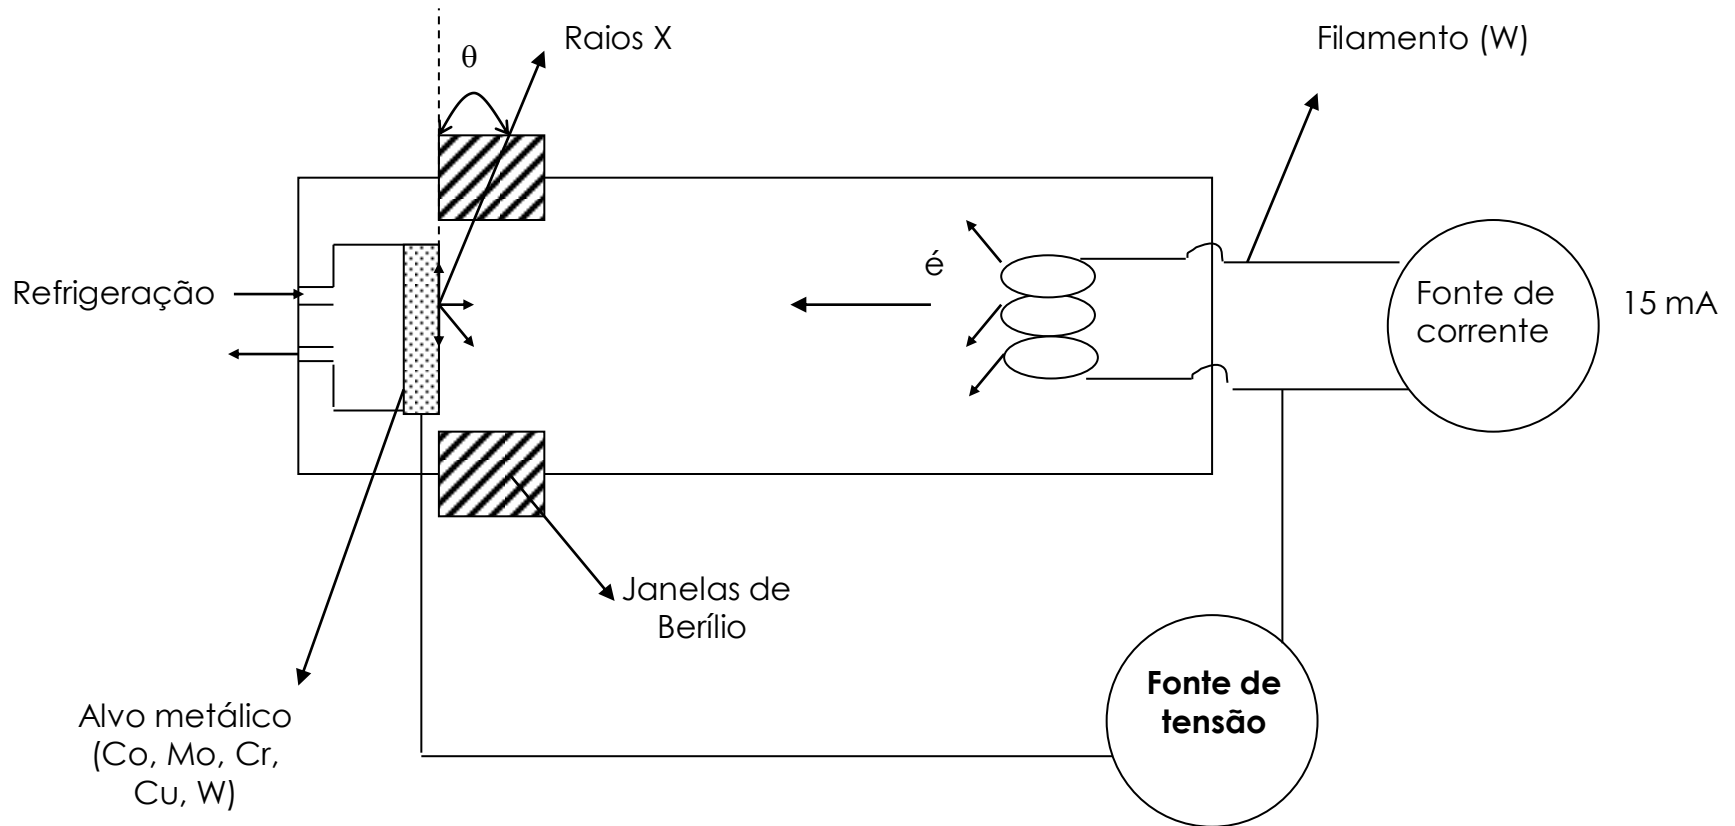 Raios X
Filamento (W)
θ
é
Refrigeração
Fonte de
corrente
15 mA
Janelas de
Berílio
Fonte de
tensão
Alvo metálico
(Co, Mo, Cr,
Cu, W)